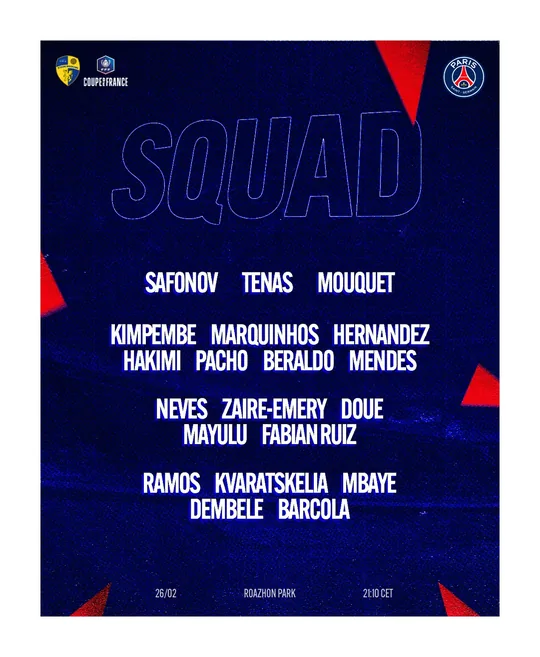 COUPE DE FRANCE
PARIS
SAINT-GERMAIN
SQUAD
SAFONOV TENAS MOUQUET
KIMPEMBE MARQUINHOS HERNANDEZ
HAKIMI PACHO BERALDO MENDES
NEVES ZAIRE-EMERY DOUE
MAYULU FABIAN RUIZ
RAMOS KVARATSKELIA MBAYE
DEMBELE BARCOLA
26/02 ROAZHON PARK 21:10 CET